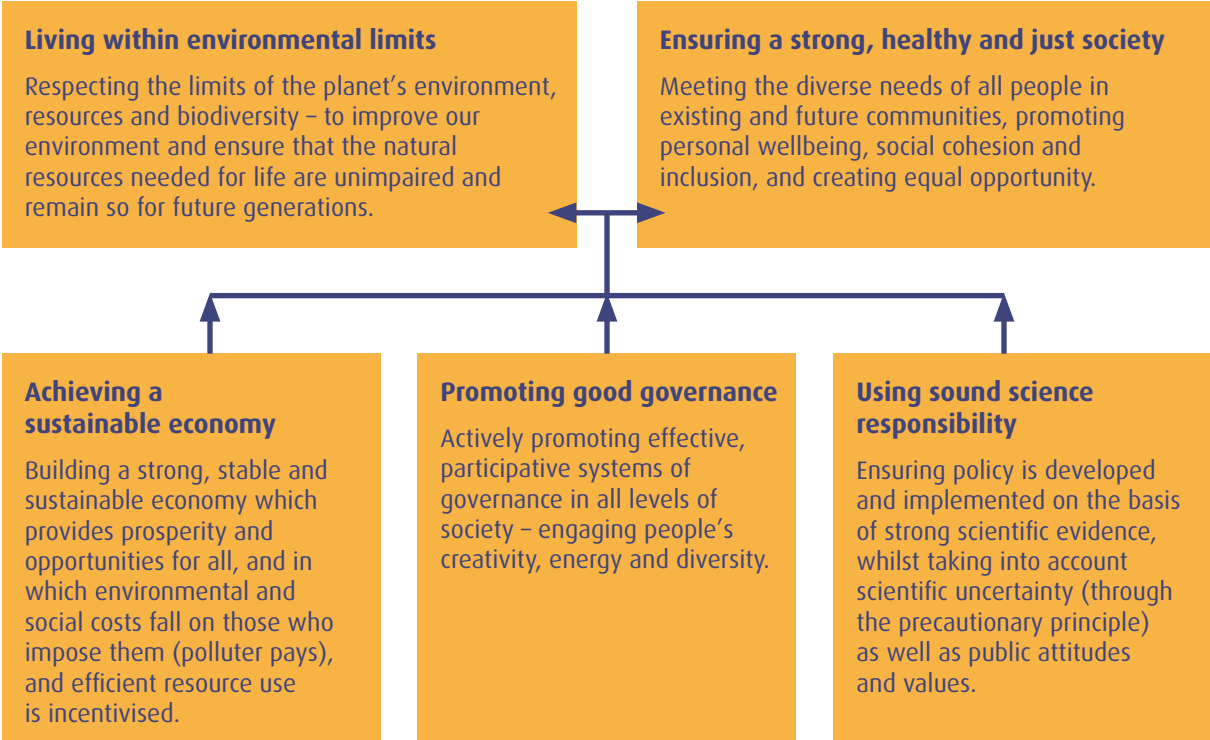 Living within environmental limits
Respecting the limits of the planet’s environment,
resources and biodiversity – to improve our
environment and ensure that the natural
resources needed for life are unimpaired and
remain so for future generations.
Ensuring a strong, healthy and just society
Meeting the diverse needs of all people in
existing and future communities, promoting
personal wellbeing, social cohesion and
inclusion, and creating equal opportunity.
Achieving a
sustainable economy
Building a strong, stable and
sustainable economy which
provides prosperity and
opportunities for all, and in
which environmental and
social costs fall on those who
impose them (polluter pays),
and efficient resource use
is incentivised.
Promoting good governance
Actively promoting effective,
participative systems of
governance in all levels of
society – engaging people’s
creativity, energy and diversity.
Using sound science
responsibility
Ensuring policy is developed
and implemented on the basis
of strong scientific evidence,
whilst taking into account
scientific uncertainty (through
the precautionary principle)
as well as public attitudes
and values.